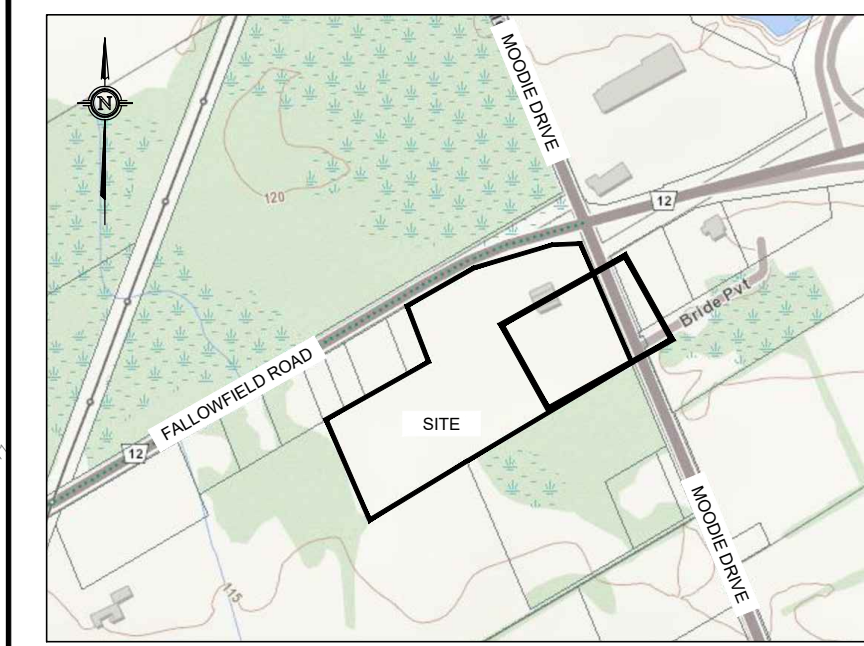 MOODIE DRIVE
N
120
12
Bride Pvt
FALLOWFIELD ROAD
SITE
12
MOODIE DRIVE
115